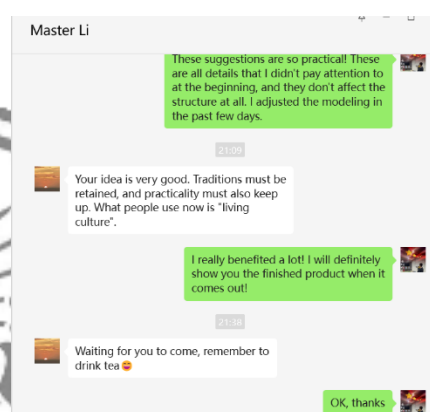 Master Li
These suggestions are so practical! These
are all details that I didn't pay attention to
at the beginning, and they don't affect the
structure at all. I adjusted the modeling in
the past few days.
21:09
Your idea is very good. Traditions must be
retained, and practicality must also keep
up. What people use now is "living
culture".
I really benefited a lot! I will definitely
show you the finished product when it
comes out!
21:38
Waiting for you to come, remember to
drink tea😍
OK, thanks